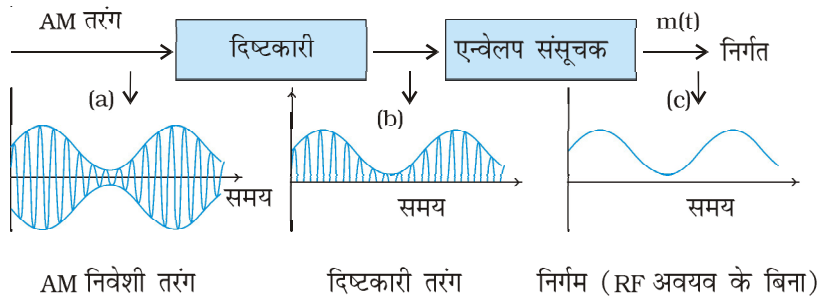 AM तरंग
दिष्टकारी
एन्वेलप संसूचक
m(t)
निर्गत
(a)
(b)
(c)
समय
समय
समय
AM निवेशी तरंग
दिष्टकारी तरंग
निर्गम (RF अवयव के बिना)